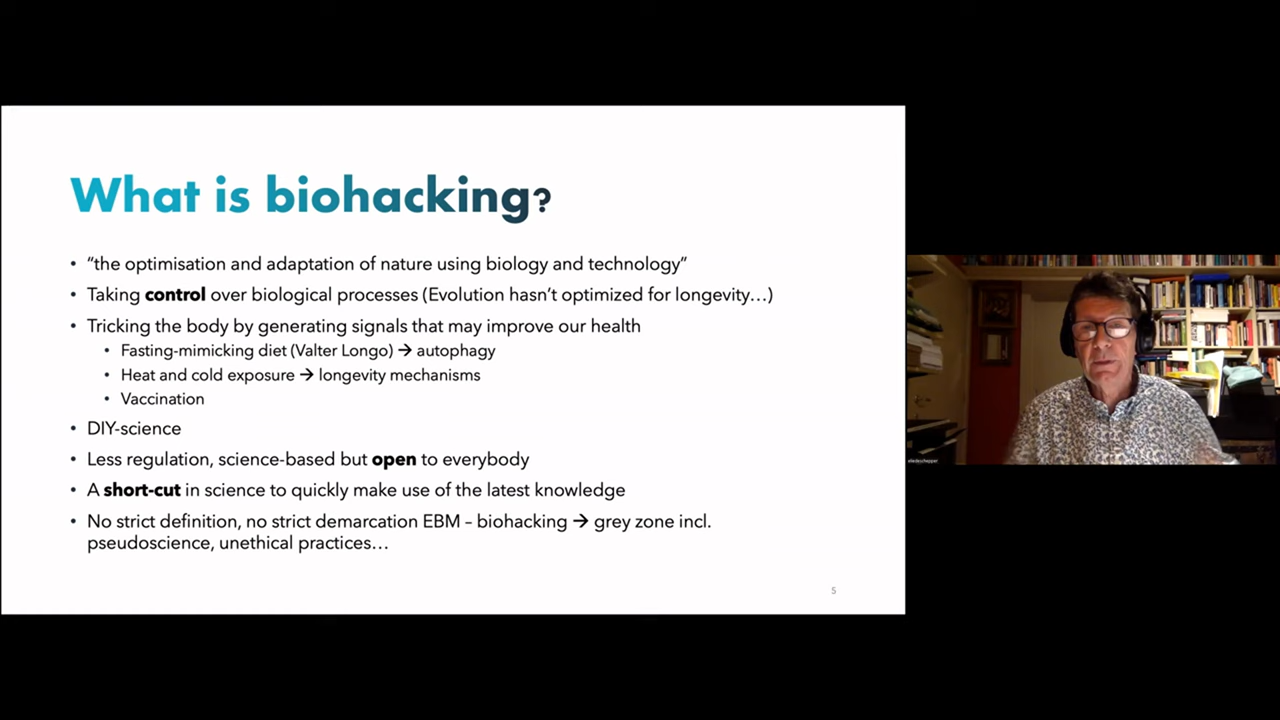 What is biohacking?
• “the optimisation and adaptation of nature using biology and technology”
• Taking control over biological processes (Evolution hasn’t optimized for longevity…)
• Tricking the body by generating signals that may improve our health
• Fasting-mimicking diet (Valter Longo) → autophagy
• Heat and cold exposure → longevity mechanisms
• Vaccination
• DIY-science
• Less regulation, science-based but open to everybody
• A short-cut in science to quickly make use of the latest knowledge
• No strict definition, no strict demarcation EBM – biohacking → grey zone incl.
pseudoscience, unethical practices…
5